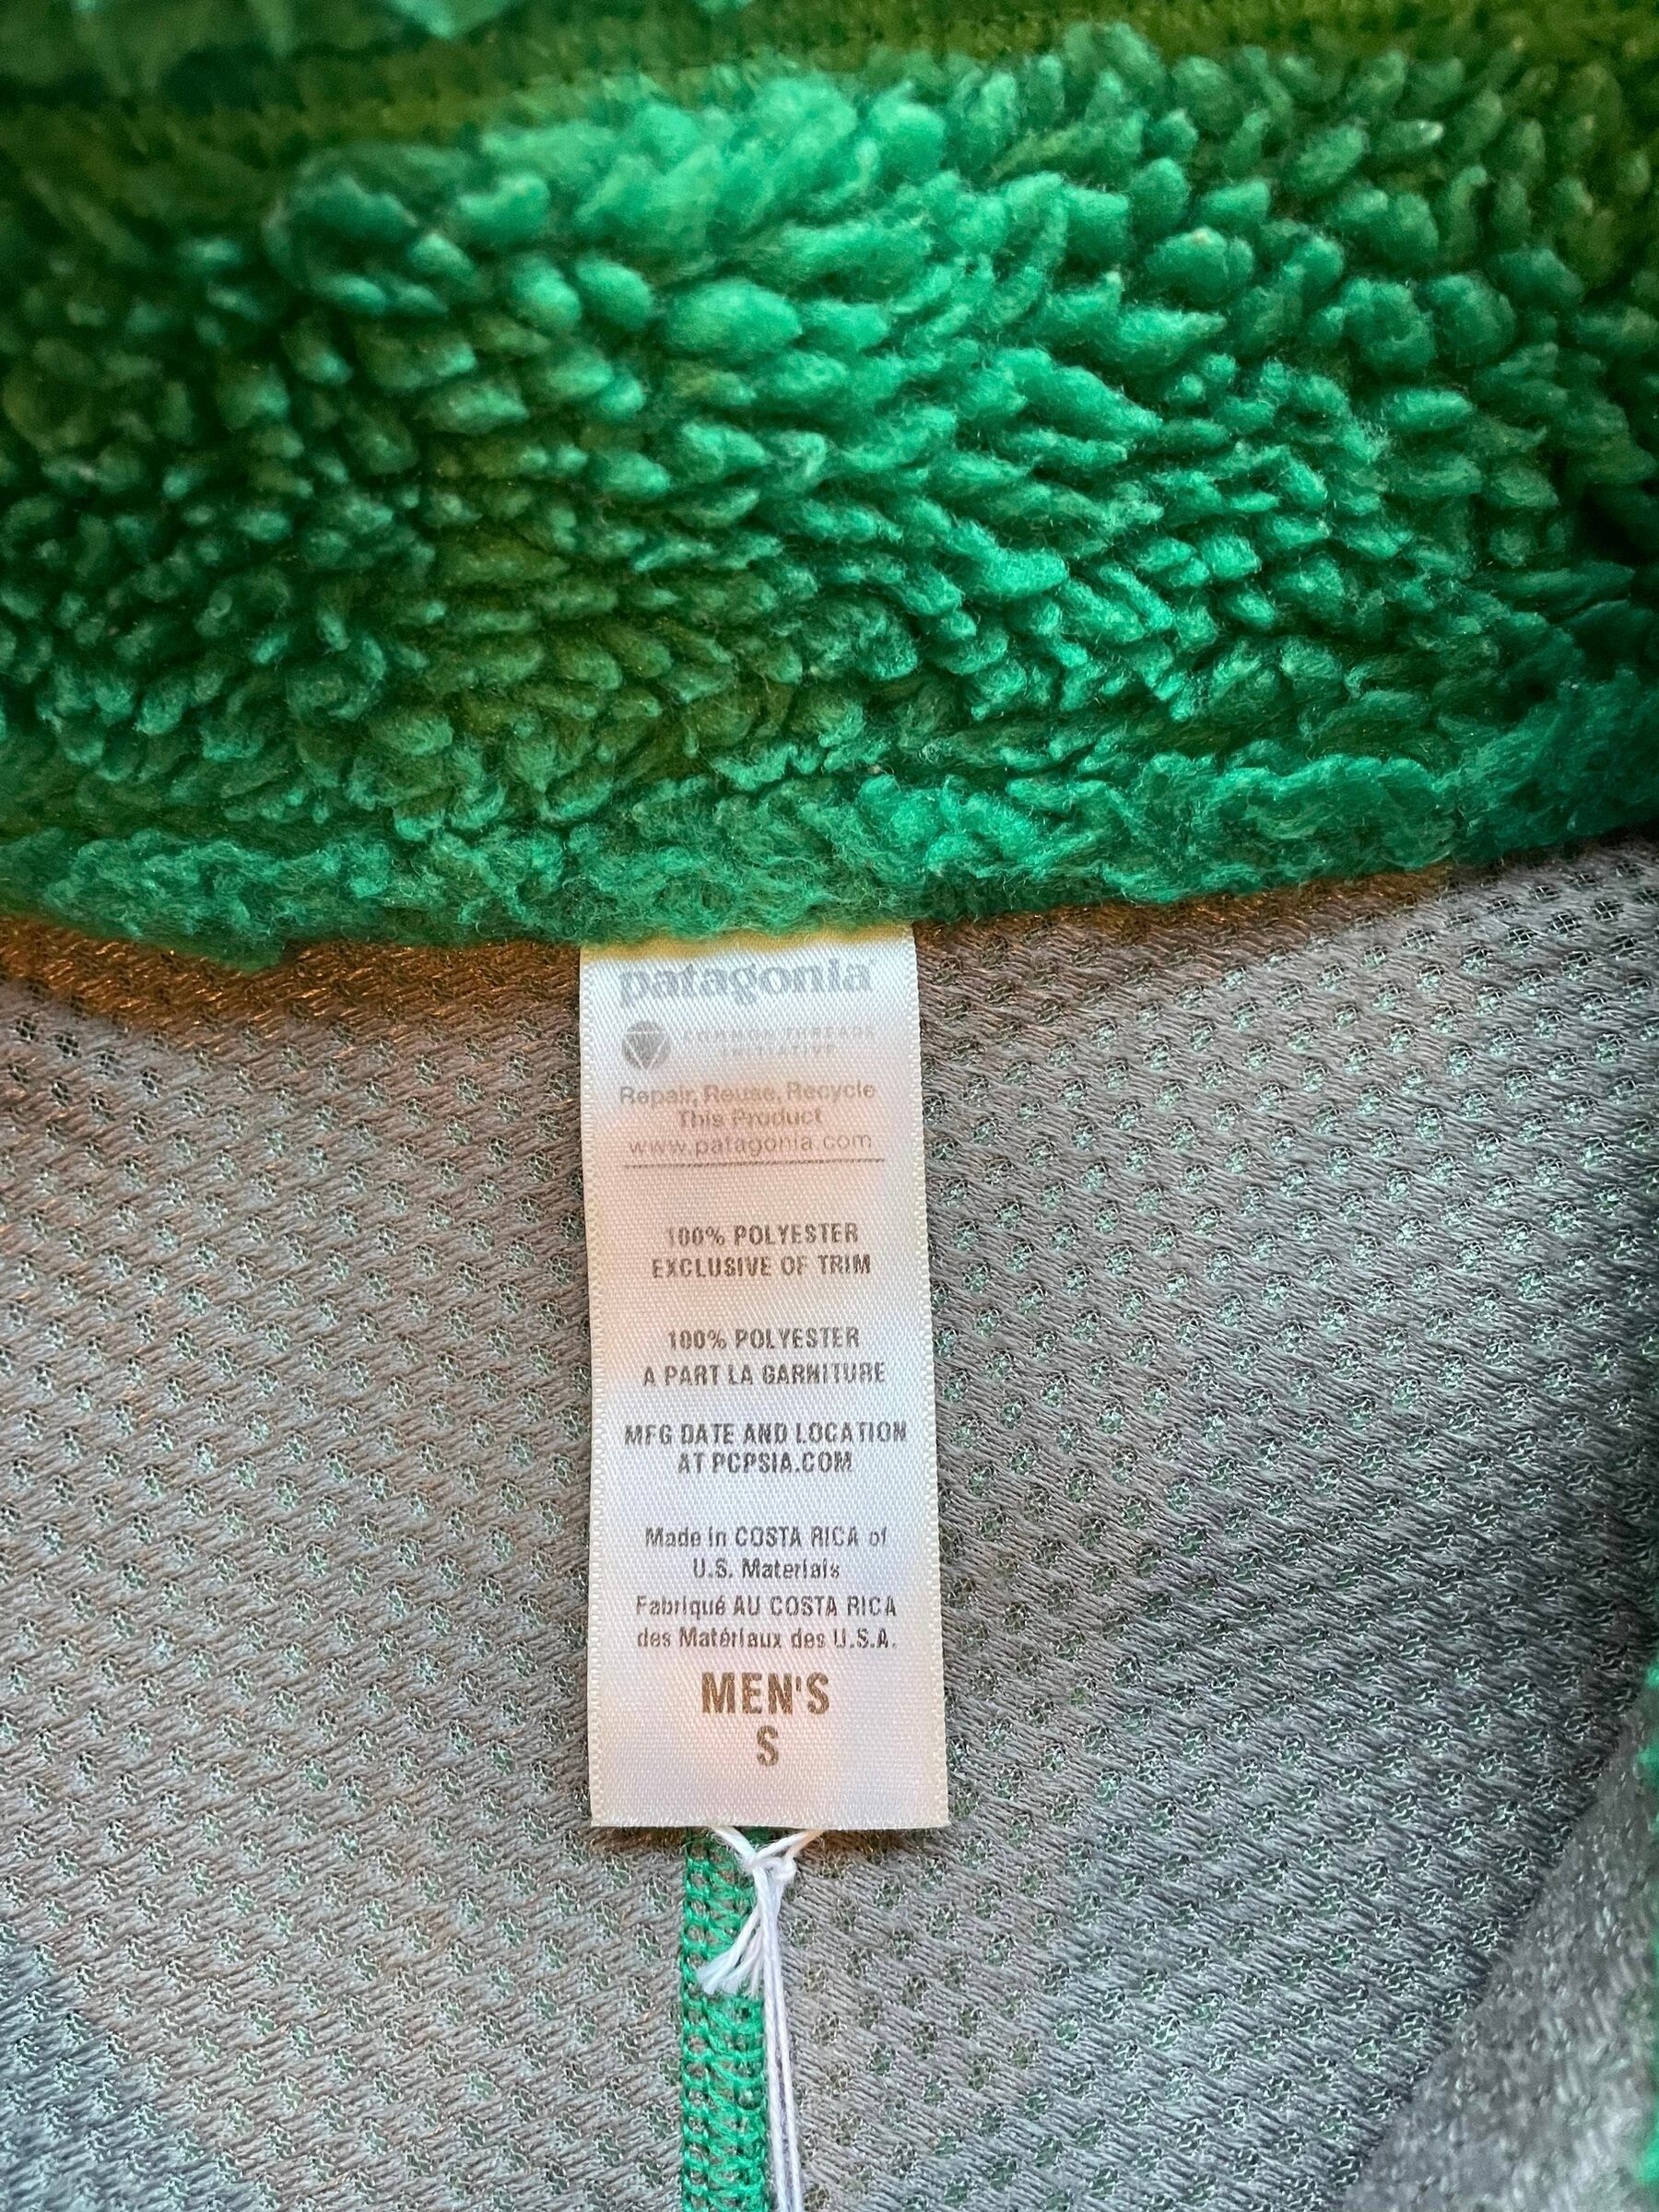 patagonia
COMMON THREADS
INITIATIVE
Repair, Reuse, Recycle
This Product
www.patagonia.com
100% POLYESTER
EXCLUSIVE OF TRIM
100% POLYESTER
A PART LA GARNITURE
MFG DATE AND LOCATION
AT PCPSIA.COM
Made in COSTA RICA of
U.S. Materials
Fabriqué AU COSTA RICA
des Matériaux des U.S.A.
MEN'S
S